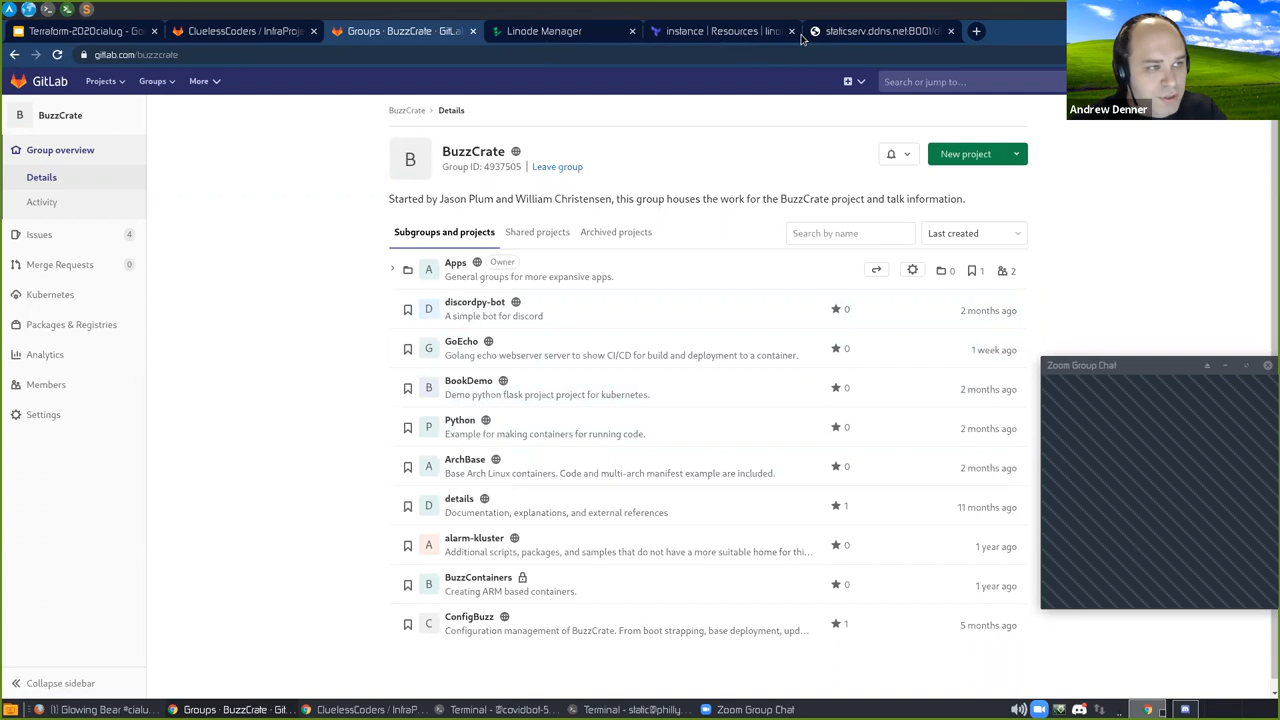 Terraform-2020cialug - Go
CluelessCoders / InfraProje
Groups · BuzzCrate · GitLab
Linode Manager
instance | Resources | lino
staticserv.ddns.net:8001/d
gitlab.com/buzzcrate
GitLab
Projects
Groups
More
Search or jump to...
Andrew Denner
B
BuzzCrate
Group overview
Details
Activity
Issues
4
Merge Requests
0
Kubernetes
Packages & Registries
Analytics
Members
Settings
Collapse sidebar
BuzzCrate > Details
B
BuzzCrate
Group ID: 4937505 | Leave group
New project
Started by Jason Plum and William Christensen, this group houses the work for the BuzzCrate project and talk information.
Subgroups and projects
Shared projects
Archived projects
Search by name
Last created
A
Apps
Owner
General groups for more expansive apps.
0
1
2
D
discordpy-bot
A simple bot for discord
0
2 months ago
G
GoEcho
Golang echo webserver server to show CI/CD for build and deployment to a container.
0
1 week ago
B
BookDemo
Demo python flask project project for kubernetes.
0
2 months ago
P
Python
Example for making containers for running code.
0
2 months ago
A
ArchBase
Base Arch Linux containers. Code and multi-arch manifest example are included.
0
2 months ago
D
details
Documentation, explanations, and external references
1
11 months ago
A
alarm-kluster
Additional scripts, packages, and samples that do not have a more suitable home for thi...
0
1 year ago
B
BuzzContainers
Creating ARM based containers.
0
1 year ago
C
ConfigBuzz
Configuration management of BuzzCrate. From boot strapping, base deployment, upd...
1
5 months ago
Zoom Group Chat
(1) Glowing Bear #cialu...
Groups · BuzzCrate · Git...
CluelessCoders / InfraP...
Terminal - @covidbot-5...
Terminal - static@philly...
Zoom Group Chat